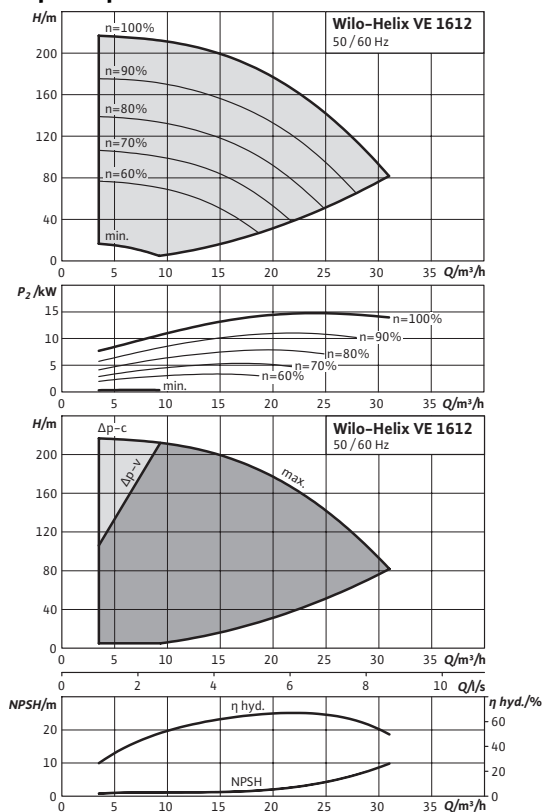 H/m
Wilo-Helix VE 1612
50 / 60 Hz
n=100%
200
n=90%
160
n=80%
120
n=70%
80
n=60%
40
min.
0
0 5 10 15 20 25 30 35 Q/m³/h
P₂ /kW
15
n=100%
10
n=90%
n=80%
5
n=70%
n=60%
min.
0
0 5 10 15 20 25 30 35 Q/m³/h
H/m
Δp-c
Wilo-Helix VE 1612
50 / 60 Hz
200
Δp-v
max.
160
120
80
40
0
0 5 10 15 20 25 30 35 Q/m³/h
0 2 4 6 8 10 Q/l/s
NPSH/m
η hyd./%
η hyd.
20
60
40
10
20
NPSH
0
0
0 5 10 15 20 25 30 35 Q/m³/h